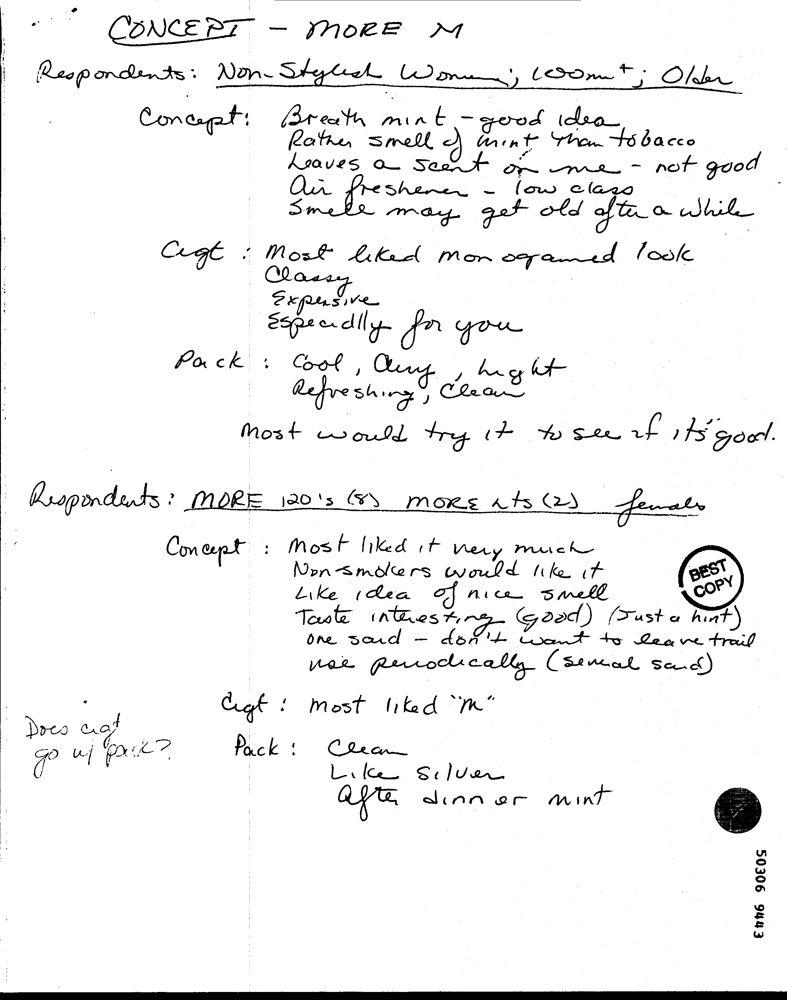 CONCEPT - MORE M
Respondents: Non-Stylish Women; 100mm+; Older
Concept: Breath mint - good idea
Rather smell of mint than tobacco
Leaves a scent on me - not good
Air freshener - low class
Smell may get old after a while
Cigt : Most liked monogramed look
Classy
Expensive
Especially for you
Pack : Cool, Airy, Light
Refreshing, Clean
Most would try it to see if it's good.
Respondents: MORE 120's (8) MORE Lts (2) females
Concept : Most liked it very much
Non-smokers would like it
Like idea of nice smell
Taste interesting (good) (Just a hint)
one said - don't want to leave trail
use periodically (several said)
Cigt : Most liked "M"
Does cigt
go w/ pack?
Pack : Clean
Like Silver
After dinner mint
BEST
COPY
50306 9443